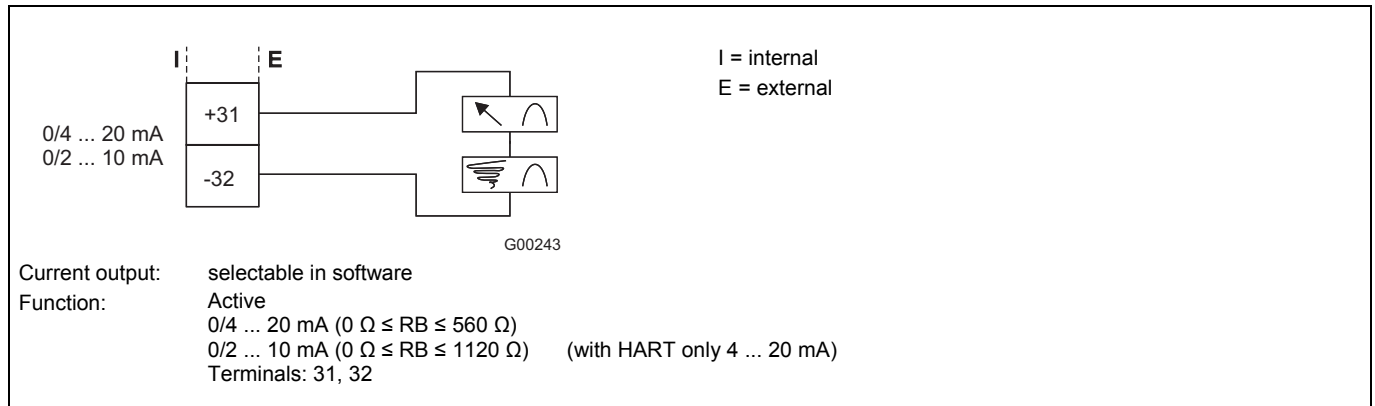 I E
I = internal
E = external
+31
0/4 ... 20 mA
0/2 ... 10 mA
-32
G00243
Current output: selectable in software
Function: Active
0/4 ... 20 mA (0 Ω ≤ RB ≤ 560 Ω)
0/2 ... 10 mA (0 Ω ≤ RB ≤ 1120 Ω) (with HART only 4 ... 20 mA)
Terminals: 31, 32